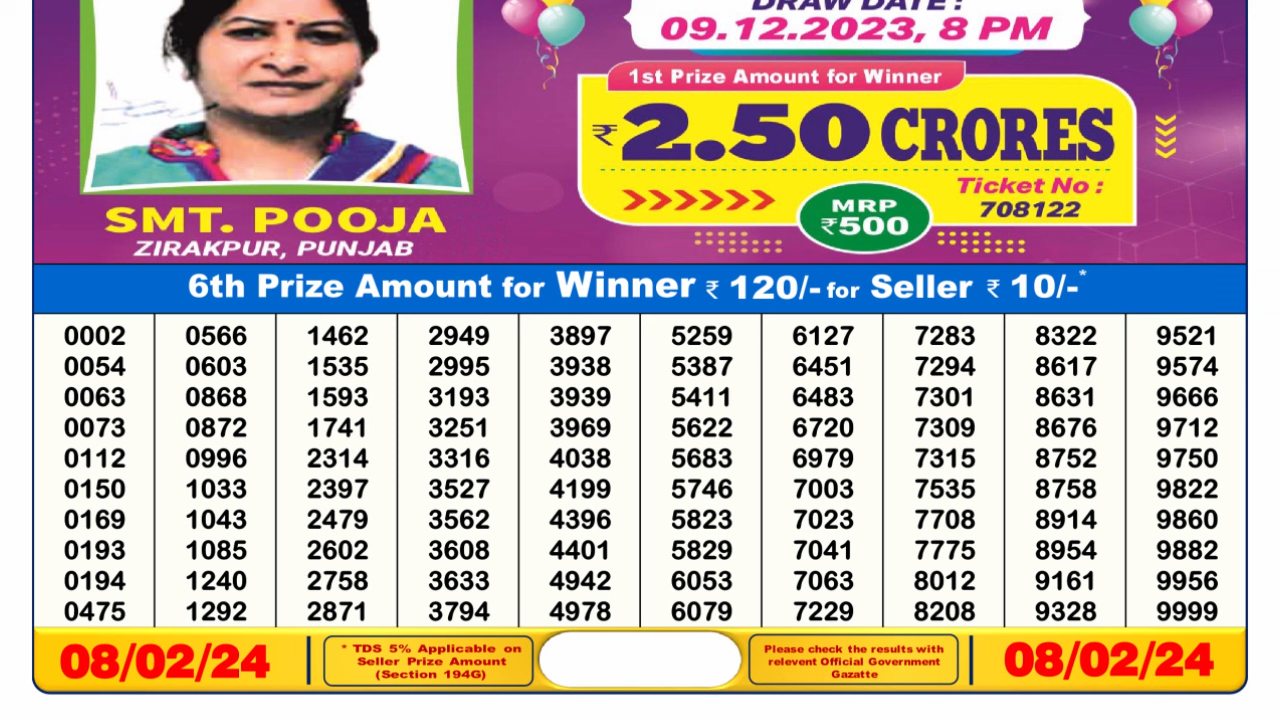 DRAW DATE :
09.12.2023, 8 PM
1st Prize Amount for Winner
₹2.50 CRORES
Ticket No :
708122
MRP
₹500
SMT. POOJA
ZIRAKPUR, PUNJAB
6th Prize Amount for Winner ₹ 120/- for Seller ₹ 10/-*
0002 0566 1462 2949 3897 5259 6127 7283 8322 9521
0054 0603 1535 2995 3938 5387 6451 7294 8617 9574
0063 0868 1593 3193 3939 5411 6483 7301 8631 9666
0073 0872 1741 3251 3969 5622 6720 7309 8676 9712
0112 0996 2314 3316 4038 5683 6979 7315 8752 9750
0150 1033 2397 3527 4199 5746 7003 7535 8758 9822
0169 1043 2479 3562 4396 5823 7023 7708 8914 9860
0193 1085 2602 3608 4401 5829 7041 7775 8954 9882
0194 1240 2758 3633 4942 6053 7063 8012 9161 9956
0475 1292 2871 3794 4978 6079 7229 8208 9328 9999
08/02/24
* TDS 5% Applicable on
Seller Prize Amount
(Section 194G)
Please check the results with
relevent Official Government
Gazatte
08/02/24